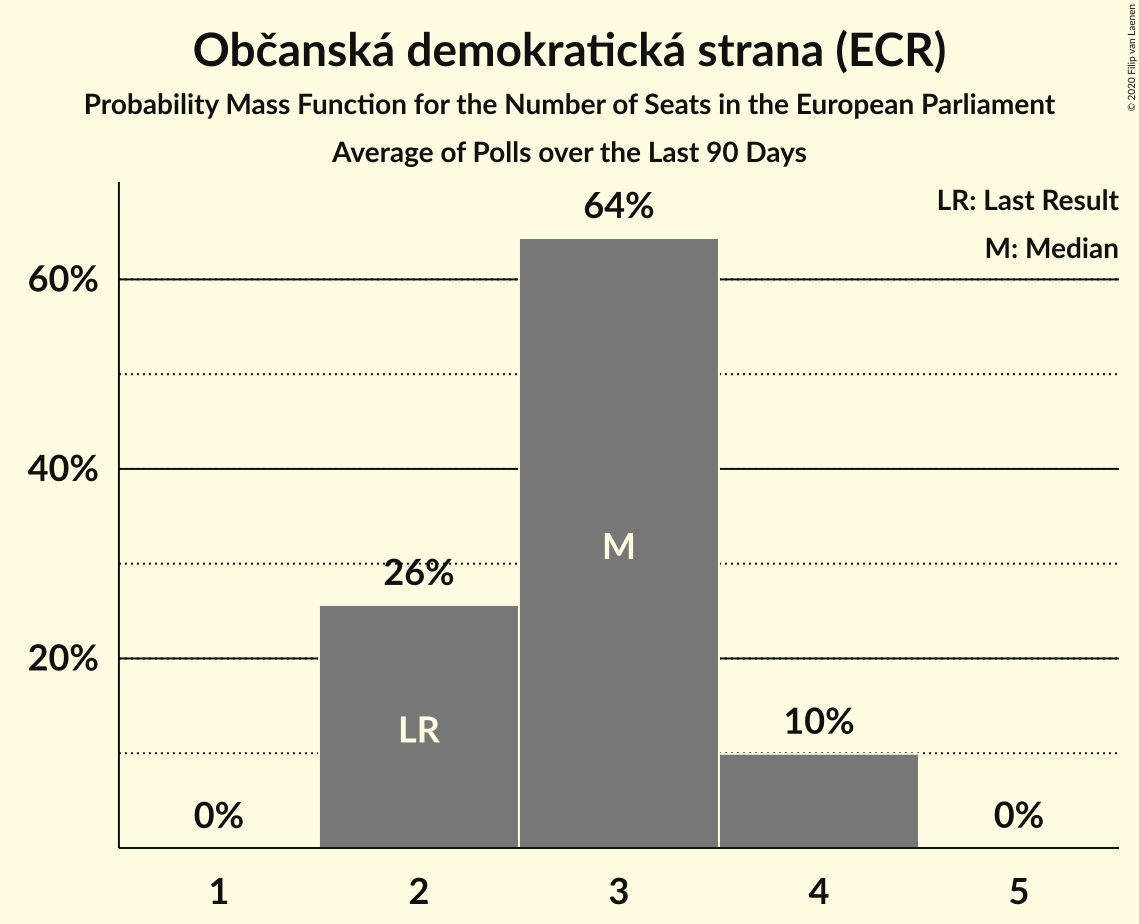 Občanská demokratická strana (ECR)
Probability Mass Function for the Number of Seats in the European Parliament
Average of Polls over the Last 90 Days
© 2020 Filip van Laenen
LR: Last Result
M: Median
64%
60%
40%
M
26%
20%
LR
10%
0%
0%
1
2
3
4
5